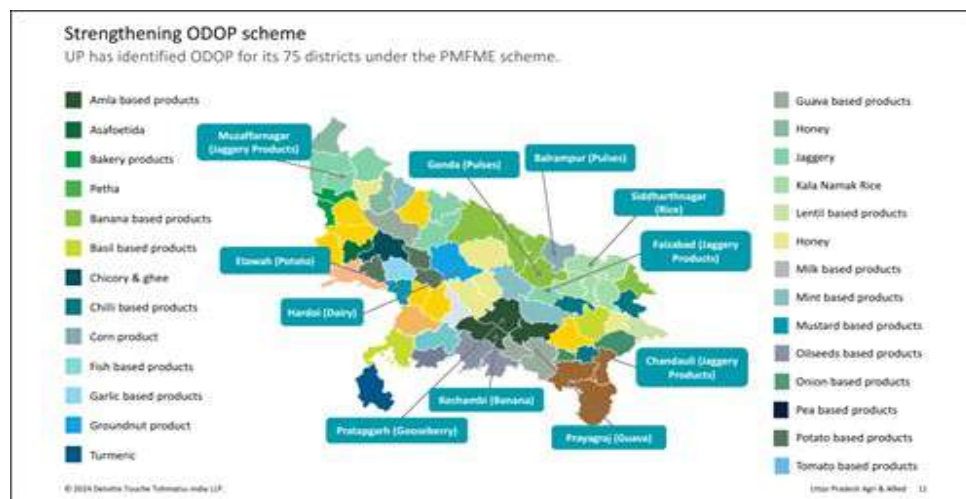 Strengthening ODOP scheme
UP has identified ODOP for its 75 districts under the PMFME scheme.
Amla based products
Asafoetida
Bakery products
Petha
Banana based products
Basil based products
Chicory & ghee
Chilli based products
Corn product
Fish based products
Garlic based products
Groundnut product
Turmeric
Muzaffarnagar
(Jaggery Products)
Gonda (Pulses)
Balrampur (Pulses)
Siddharthnagar
(Rice)
Faizabad (Jaggery
Products)
Etawah (Potato)
Hardoi (Dairy)
Chandauli (Jaggery
Products)
Koshambi (Banana)
Pratapgarh (Gooseberry)
Prayagraj (Guava)
Guava based products
Honey
Jaggery
Kala Namak Rice
Lentil based products
Honey
Milk based products
Mint based products
Mustard based products
Oilseeds based products
Onion based products
Pea based products
Potato based products
Tomato based products
© 2024 Deloitte Touche Tohmatsu India LLP.
Uttar Pradesh Agri & Allied 12